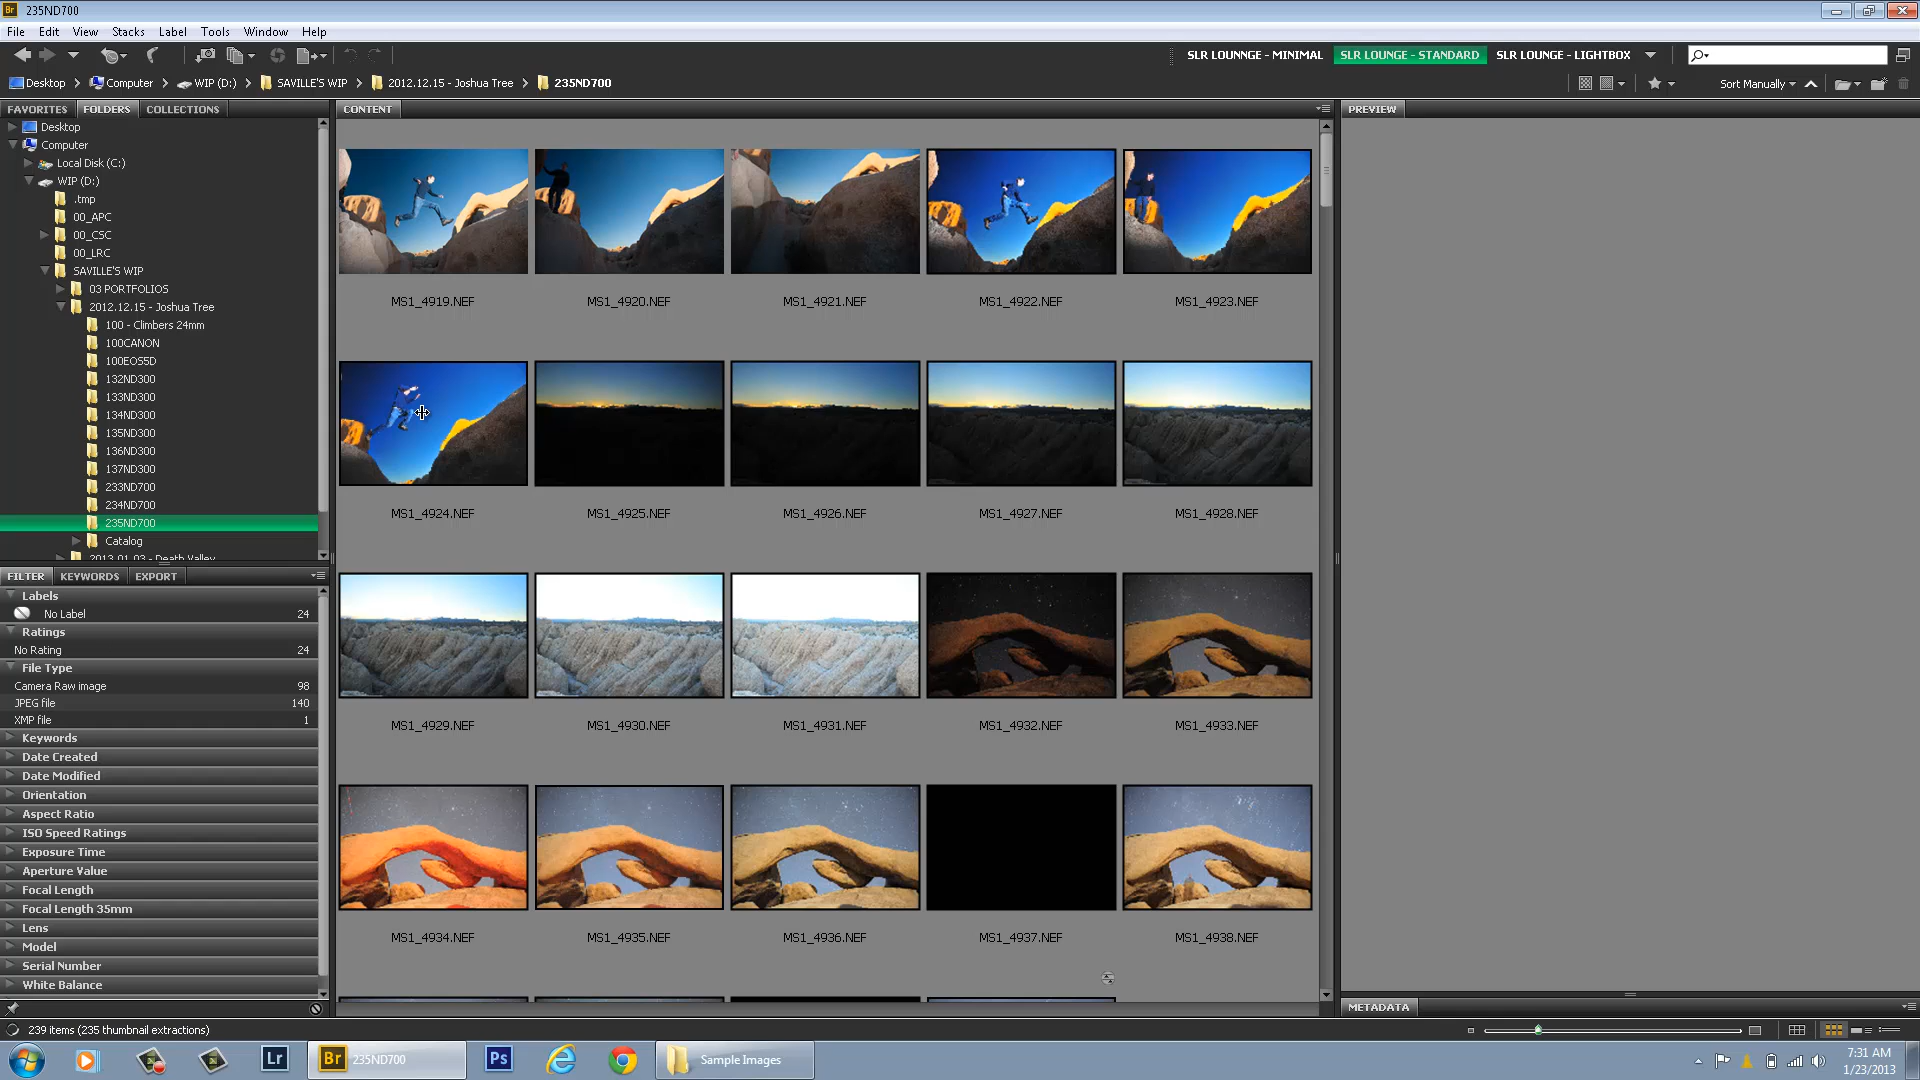 Br 235ND700
File Edit View Stacks Label Tools Window Help
SLR LOUNNGE - MINIMAL SLR LOUNGE - STANDARD SLR LOUNGE - LIGHTBOX
Desktop Computer WIP (D:) SAVILLE'S WIP 2012.12.15 - Joshua Tree 235ND700 Sort Manually
FAVORITES FOLDERS COLLECTIONS CONTENT PREVIEW
Desktop
Computer
Local Disk (C:)
WIP (D:)
.tmp
00_APC
00_CSC
00_LRC
SAVILLE'S WIP
03 PORTFOLIOS
2012.12.15 - Joshua Tree
100 - Climbers 24mm
100CANON
100EOS5D
132ND300
133ND300
134ND300
135ND300
136ND300
137ND300
233ND700
234ND700
235ND700
Catalog
2013.01.03 - Death Valley
MS1_4919.NEF MS1_4920.NEF MS1_4921.NEF MS1_4922.NEF MS1_4923.NEF
MS1_4924.NEF MS1_4925.NEF MS1_4926.NEF MS1_4927.NEF MS1_4928.NEF
MS1_4929.NEF MS1_4930.NEF MS1_4931.NEF MS1_4932.NEF MS1_4933.NEF
MS1_4934.NEF MS1_4935.NEF MS1_4936.NEF MS1_4937.NEF MS1_4938.NEF
FILTER KEYWORDS EXPORT
Labels
No Label 24
Ratings
No Rating 24
File Type
Camera Raw image 98
JPEG file 140
XMP file 1
Keywords
Date Created
Date Modified
Orientation
Aspect Ratio
ISO Speed Ratings
Exposure Time
Aperture Value
Focal Length
Focal Length 35mm
Lens
Model
Serial Number
White Balance
METADATA
239 items (235 thumbnail extractions)
Lr Br 235ND700 Ps Sample Images
7:31 AM
1/23/2013